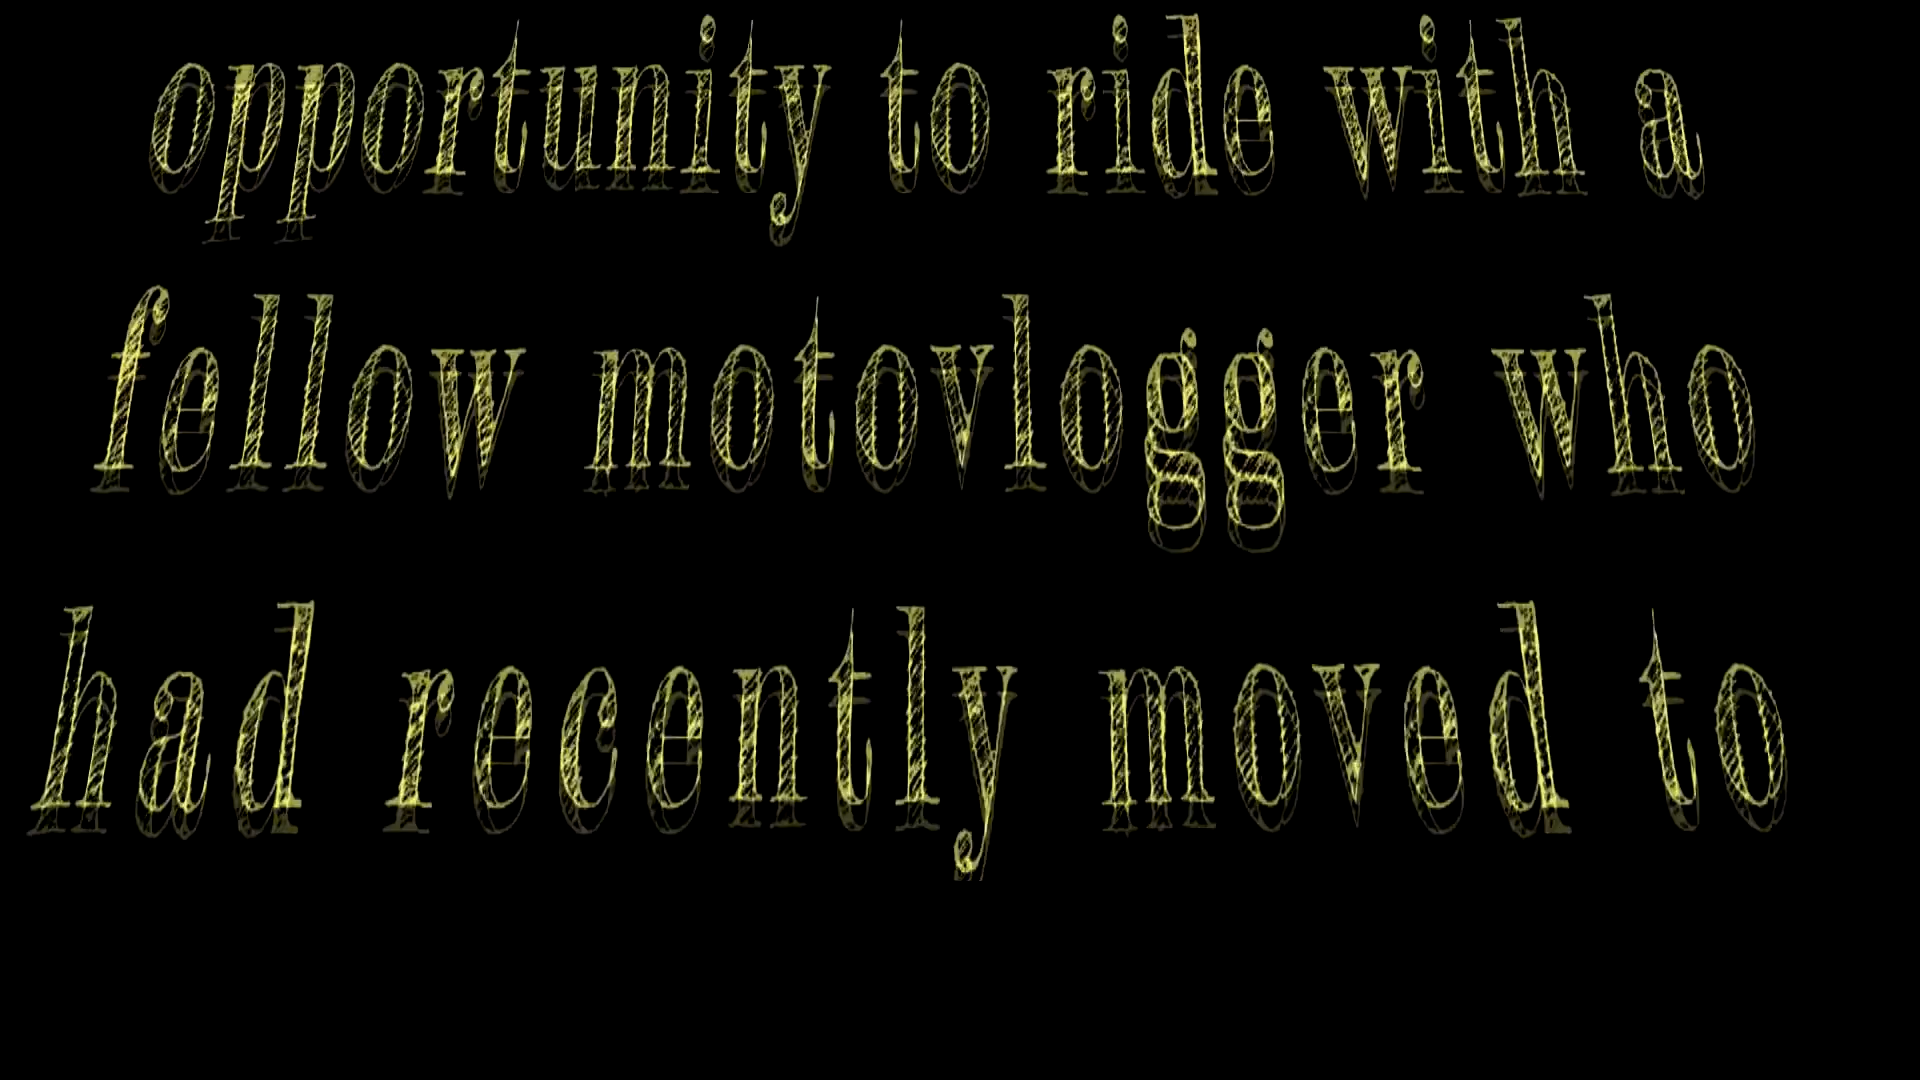 opportunity to ride with a
fellow motovlogger who
had recently moved to